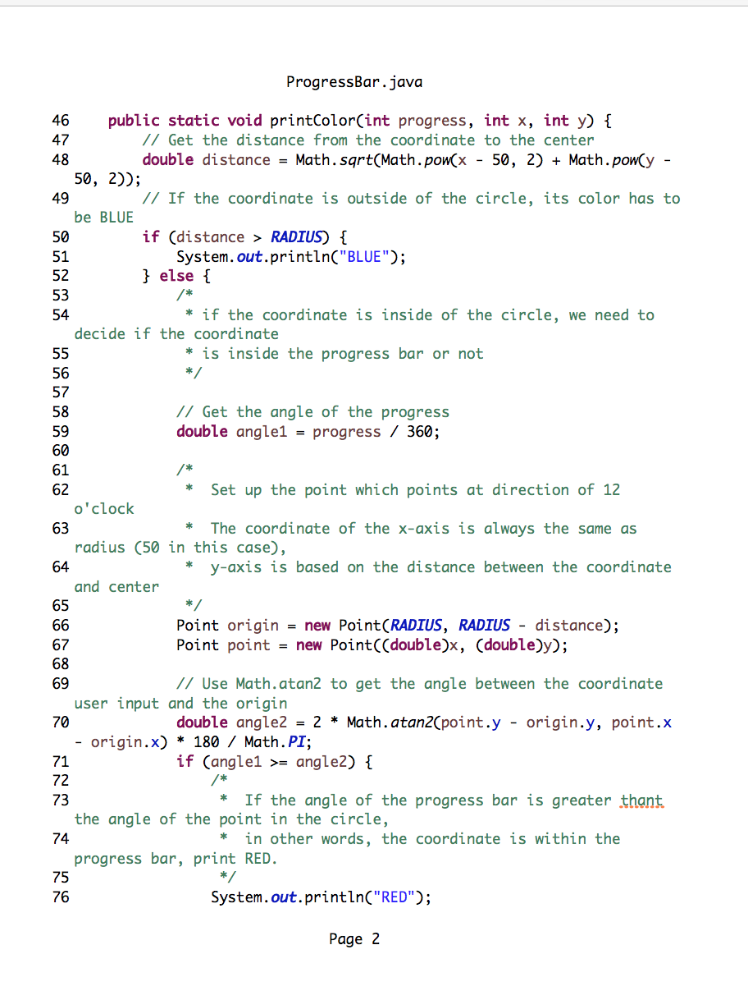 ProgressBar.java
46 public static void printColor(int progress, int x, int y) {
47 // Get the distance from the coordinate to the center
48 double distance = Math.sqrt(Math.pow(x - 50, 2) + Math.pow(y -
50, 2));
49 // If the coordinate is outside of the circle, its color has to
be BLUE
50 if (distance > RADIUS) {
51 System.out.println("BLUE");
52 } else {
53 /*
54 * if the coordinate is inside of the circle, we need to
decide if the coordinate
55 * is inside the progress bar or not
56 */
57
58 // Get the angle of the progress
59 double angle1 = progress / 360;
60
61 /*
62 * Set up the point which points at direction of 12
o'clock
63 * The coordinate of the x-axis is always the same as
radius (50 in this case),
64 * y-axis is based on the distance between the coordinate
and center
65 */
66 Point origin = new Point(RADIUS, RADIUS - distance);
67 Point point = new Point((double)x, (double)y);
68
69 // Use Math.atan2 to get the angle between the coordinate
user input and the origin
70 double angle2 = 2 * Math.atan2(point.y - origin.y, point.x
- origin.x) * 180 / Math.PI;
71 if (angle1 >= angle2) {
72 /*
73 * If the angle of the progress bar is greater thant
the angle of the point in the circle,
74 * in other words, the coordinate is within the
progress bar, print RED.
75 */
76 System.out.println("RED");
Page 2